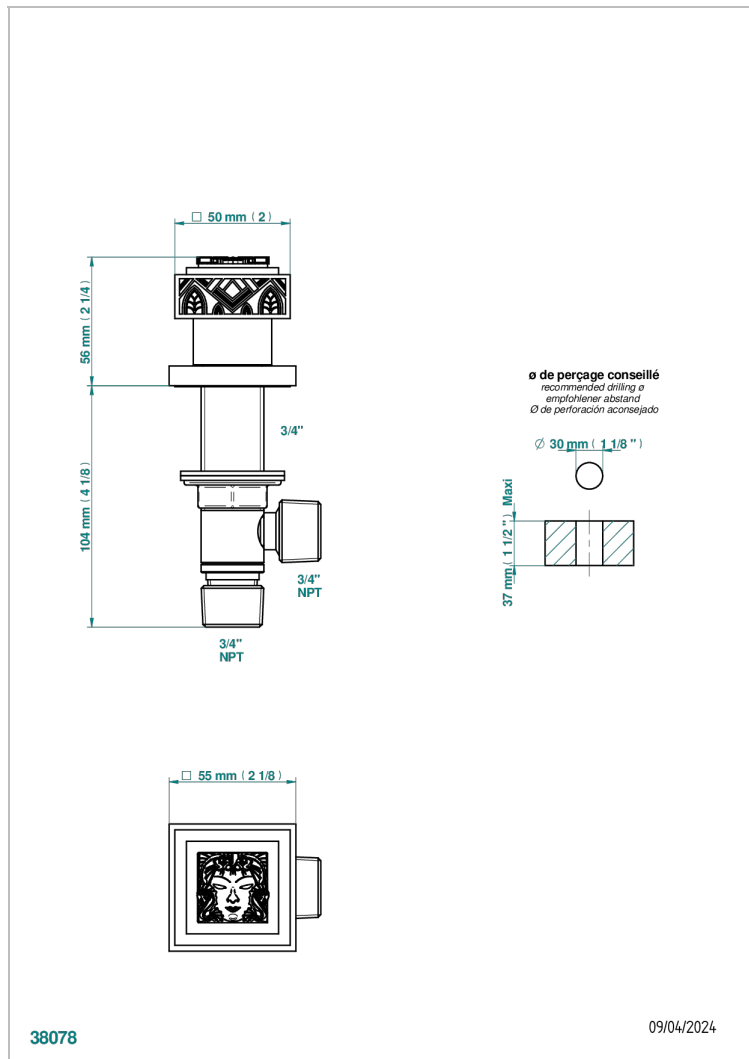 □ 50 mm ( 2 )
56 mm ( 2 1/4 )
104 mm ( 4 1/8 )
3/4"
3/4"
NPT
3/4"
NPT
ø de perçage conseillé
recommended drilling ø
empfohlener abstand
Ø de perforación aconsejado
∅ 30 mm ( 1 1/8 " )
37 mm ( 1 1/2 " ) Maxi
□ 55 mm ( 2 1/8 )
38078
09/04/2024